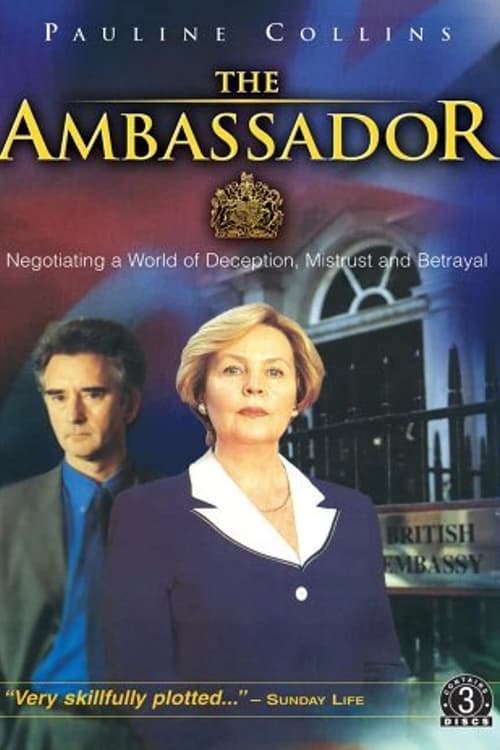 PAULINE COLLINS
THE
AMBASSADOR
Negotiating a World of Deception, Mistrust and Betrayal
BRITISH
EMBASSY
"Very skillfully plotted..." – SUNDAY LIFE
CONTAINS
3
DISCS